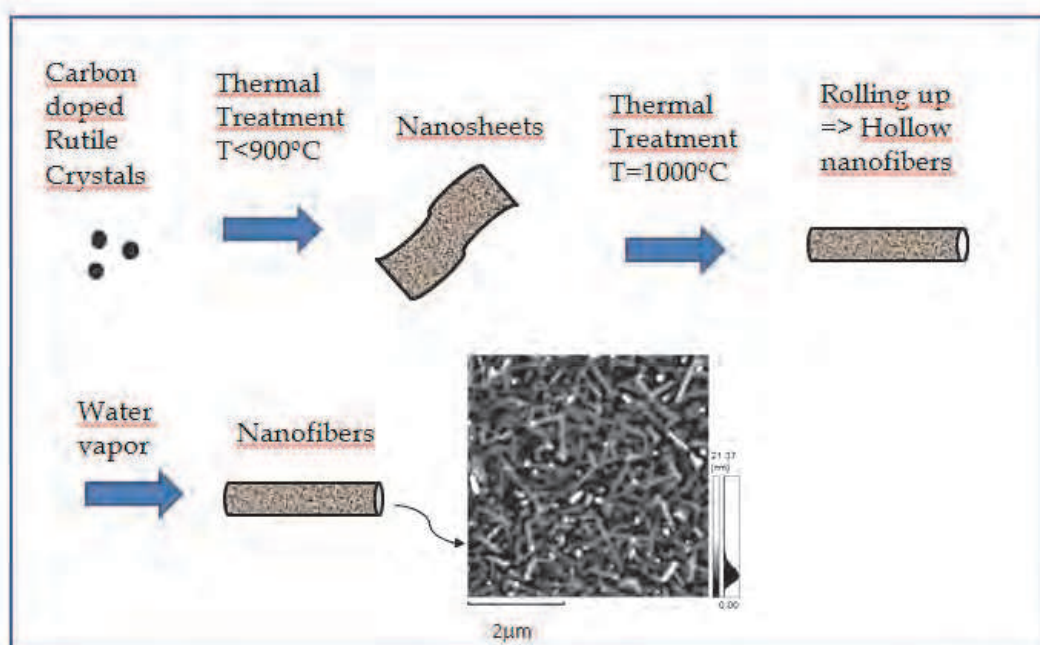 Carbon
doped
Rutile
Crystals
Thermal
Treatment
T<900°C
Nanosheets
Thermal
Treatment
T=1000°C
Rolling up
=> Hollow
nanofibers
Water
vapor
Nanofibers
21.37
[nm]
0.00
2µm